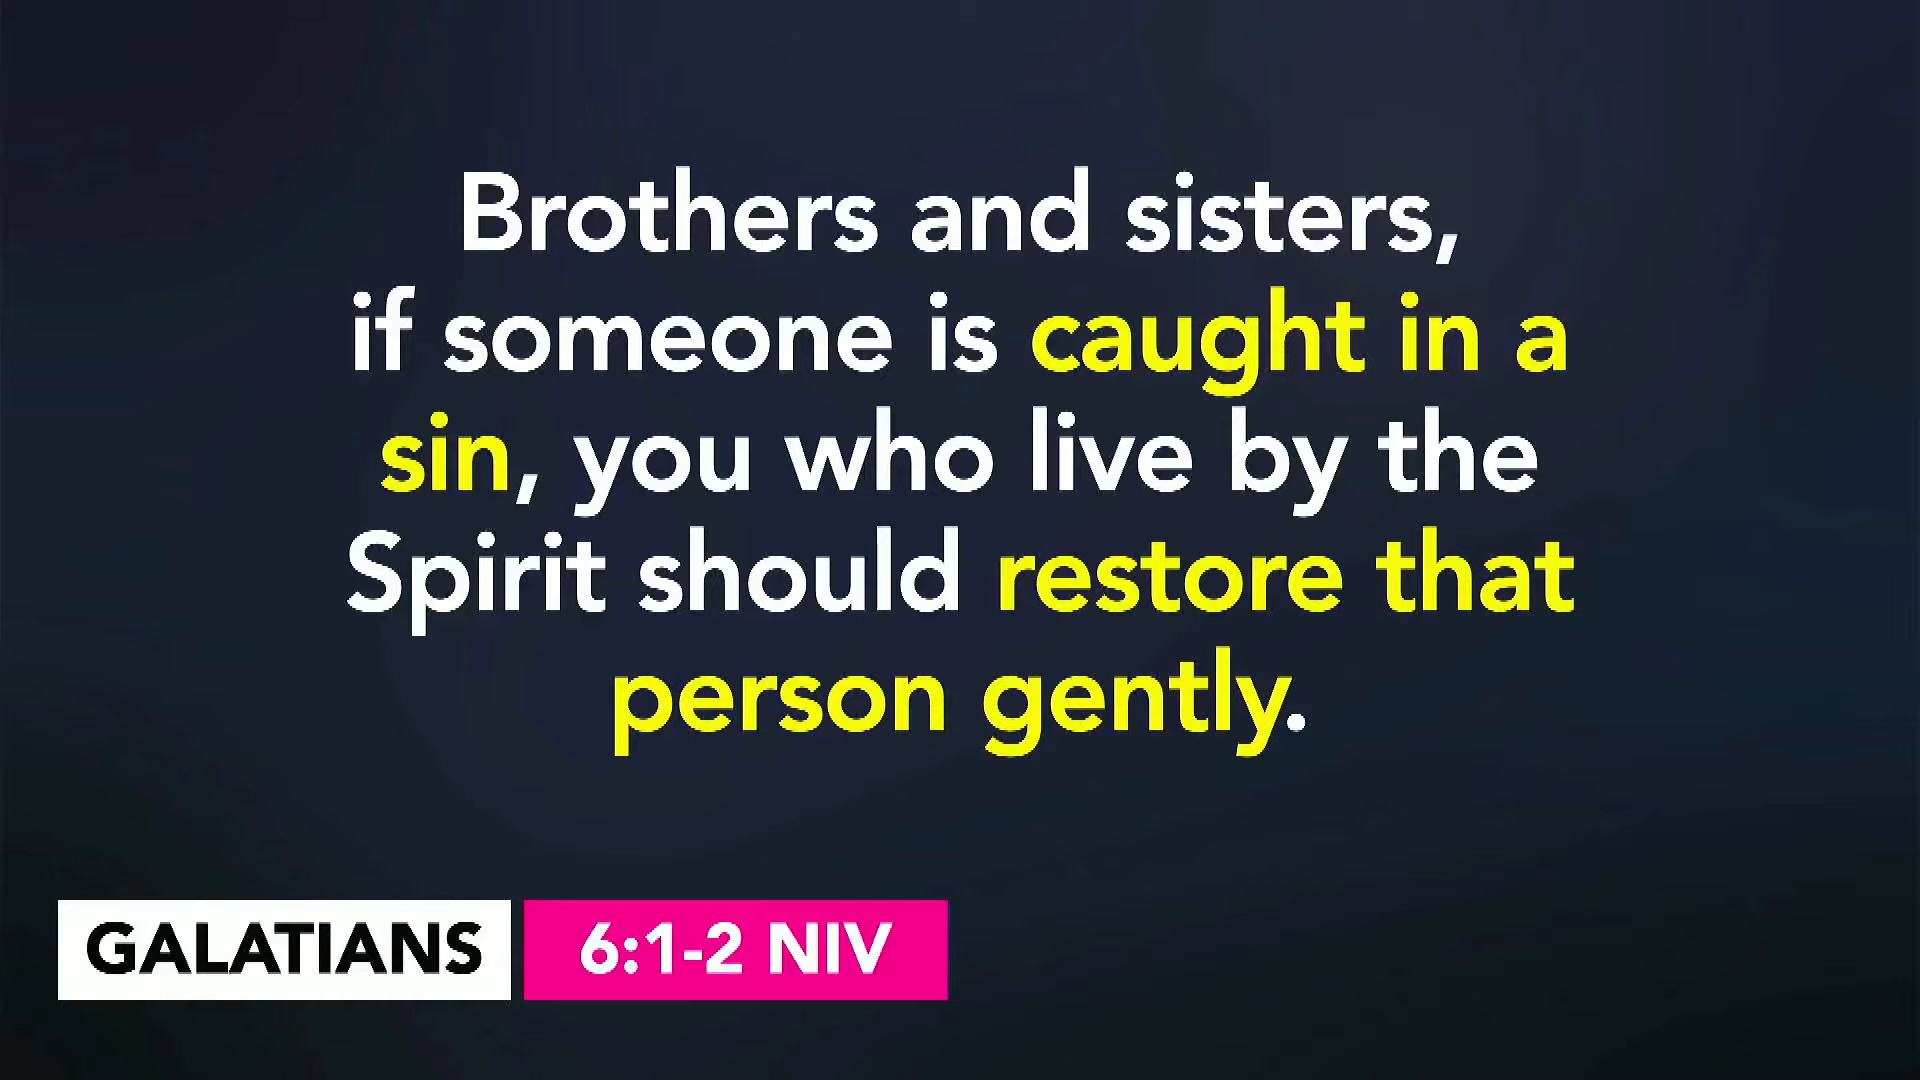 Brothers and sisters,
if someone is caught in a
sin, you who live by the
Spirit should restore that
person gently.
GALATIANS 6:1-2 NIV